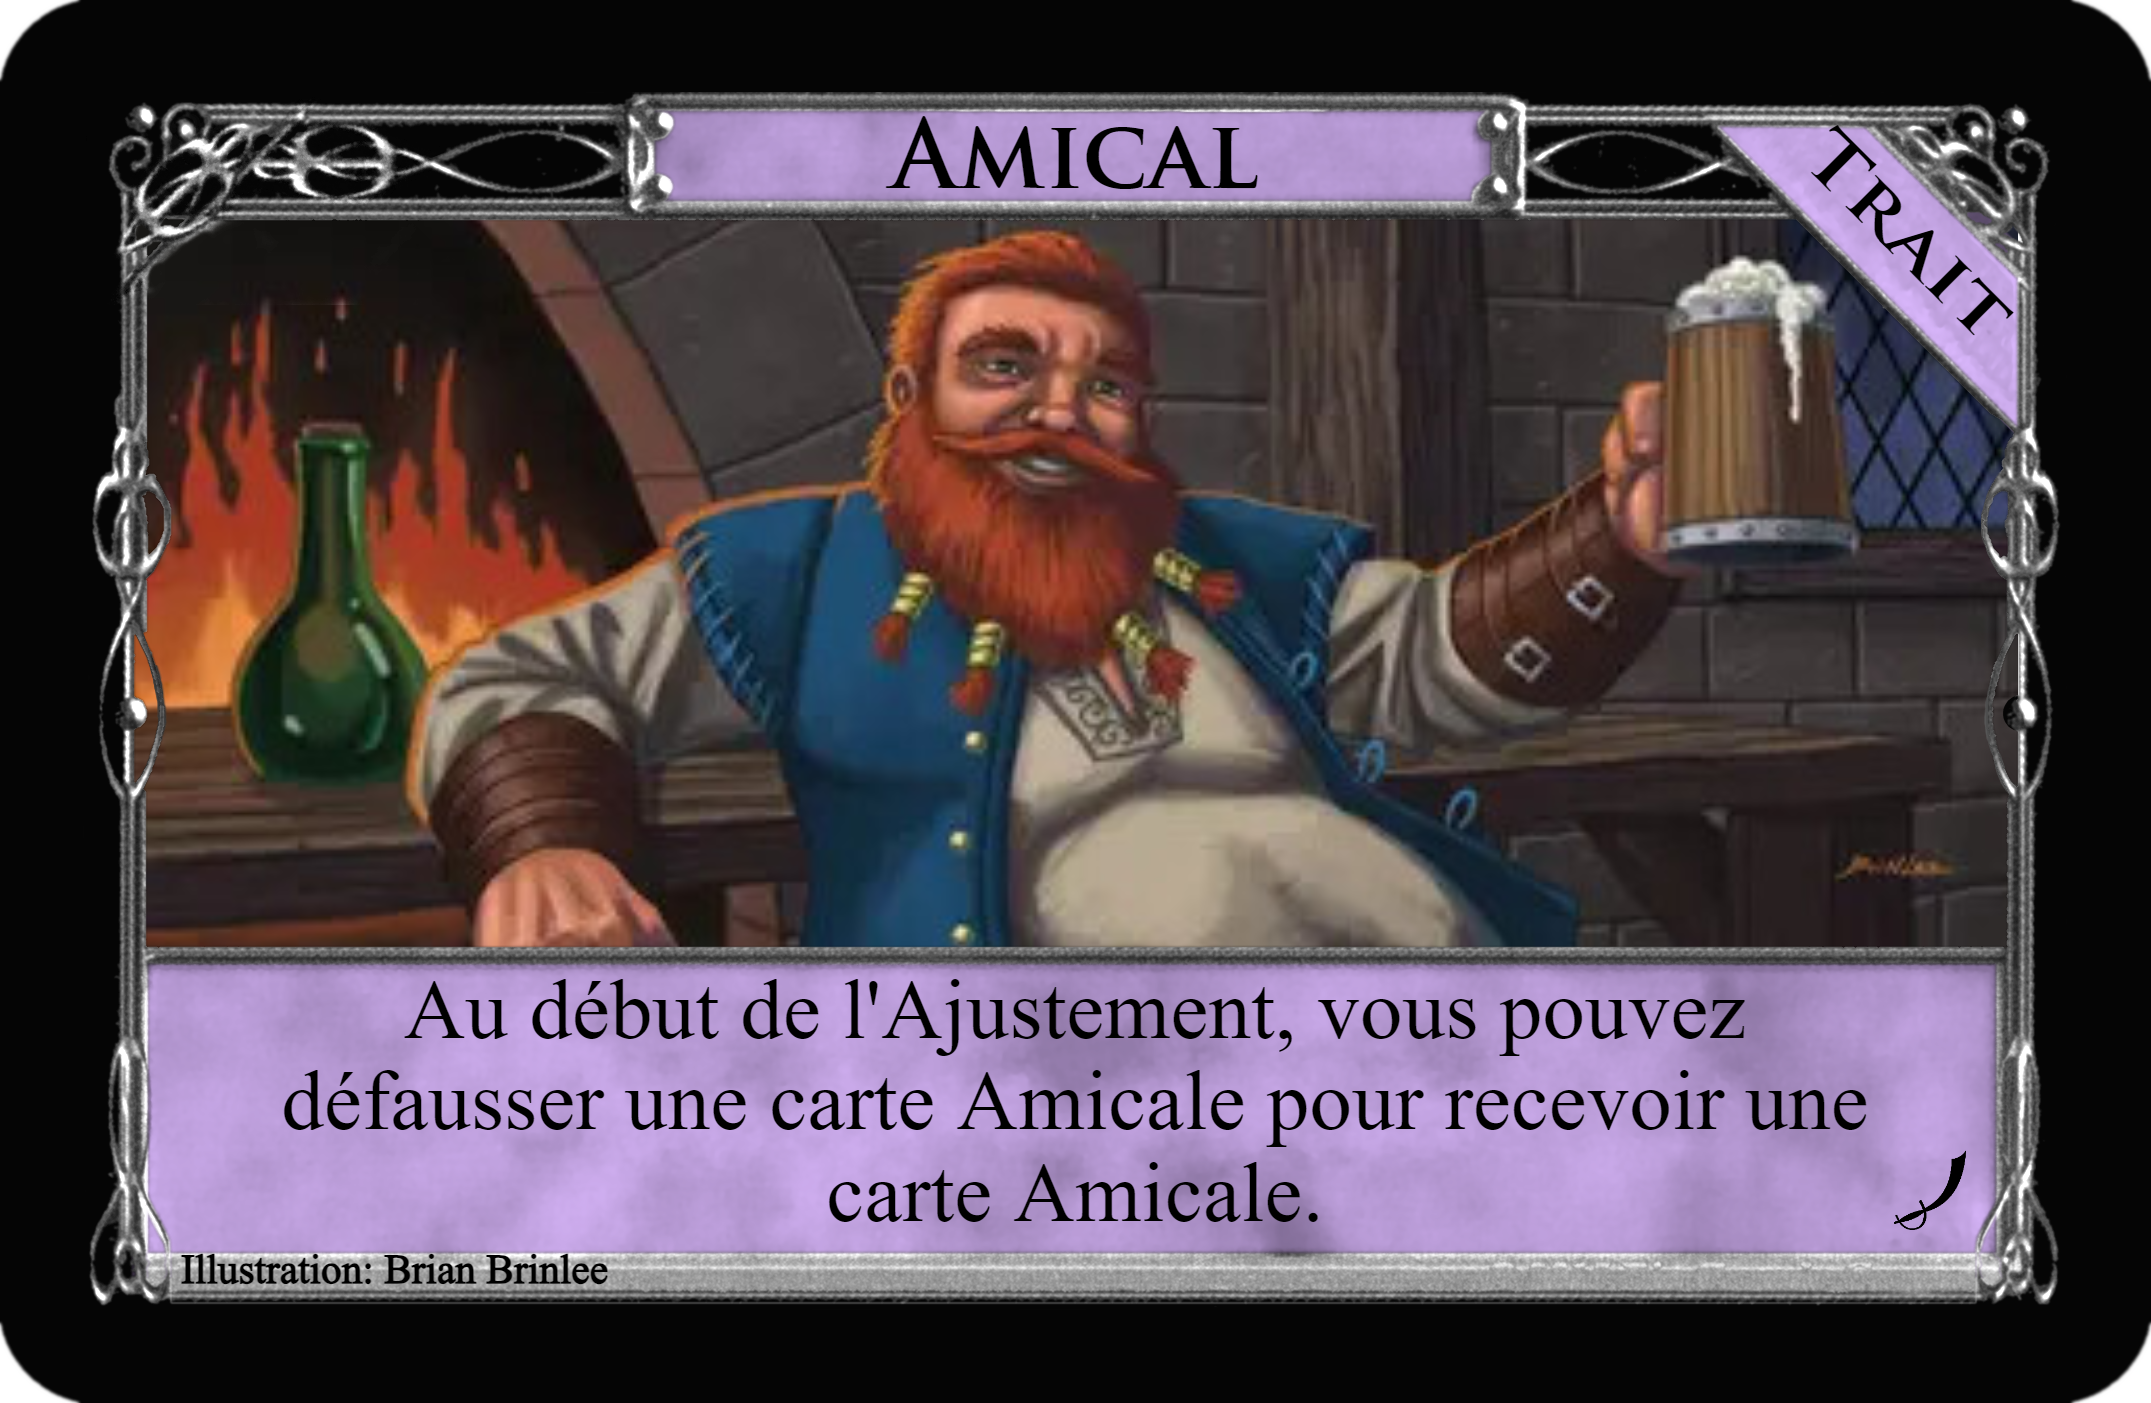 AMICAL
TRAIT
Au début de l'Ajustement, vous pouvez
défausser une carte Amicale pour recevoir une
carte Amicale.
Illustration: Brian Brinlee